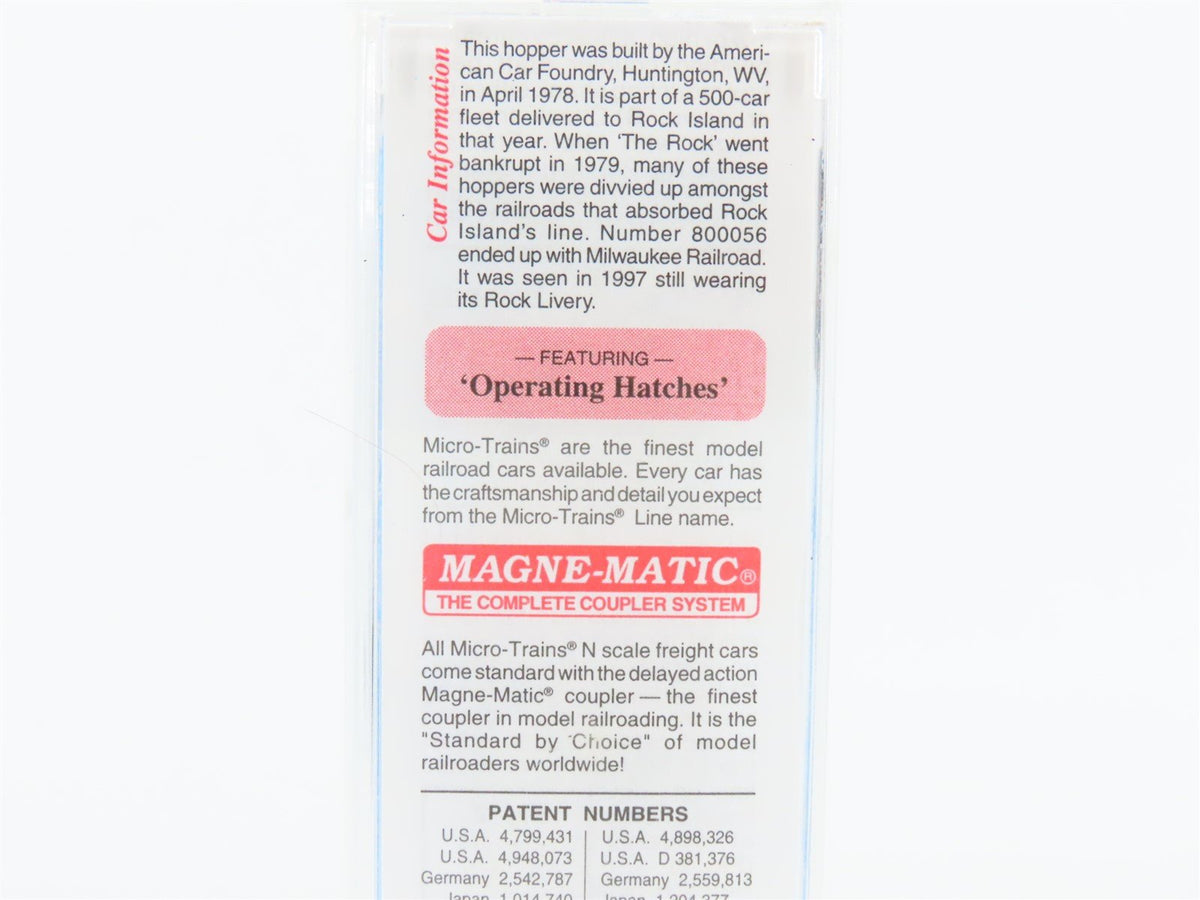 Car Information
This hopper was built by the Ameri-
can Car Foundry, Huntington, WV,
in April 1978. It is part of a 500-car
fleet delivered to Rock Island in
that year. When 'The Rock' went
bankrupt in 1979, many of these
hoppers were divvied up amongst
the railroads that absorbed Rock
Island's line. Number 800056
ended up with Milwaukee Railroad.
It was seen in 1997 still wearing
its Rock Livery.
— FEATURING —
'Operating Hatches'
Micro-Trains® are the finest model
railroad cars available. Every car has
the craftsmanship and detail you expect
from the Micro-Trains® Line name.
MAGNE-MATIC®
THE COMPLETE COUPLER SYSTEM
All Micro-Trains® N scale freight cars
come standard with the delayed action
Magne-Matic® coupler — the finest
coupler in model railroading. It is the
"Standard by Choice" of model
railroaders worldwide!
PATENT NUMBERS
U.S.A. 4,799,431 U.S.A. 4,898,326
U.S.A. 4,948,073 U.S.A. D 381,376
Germany 2,542,787 Germany 2,559,813
Japan 1,014,740 Japan 1,204,377